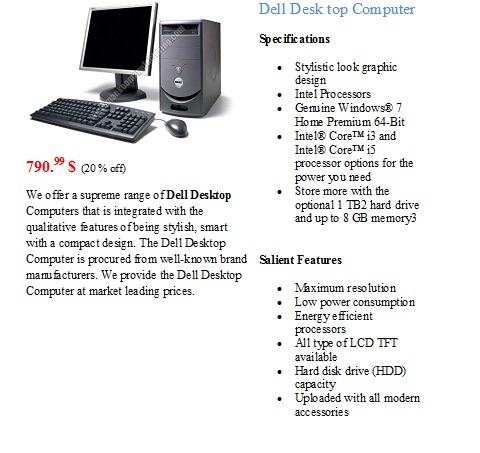 790.99 $ (20 % off)
We offer a supreme range of Dell Desktop
Computers that is integrated with the
qualitative features of being stylish, smart
with a compact design. The Dell Desktop
Computer is procured from well-known brand
manufacturers. We provide the Dell Desktop
Computer at market leading prices.
Dell Desk top Computer
Specifications
• Stylistic look graphic
design
• Intel Processors
• Genuine Windows® 7
Home Premium 64-Bit
• Intel® Core™ i3 and
Intel® Core™ i5
processor options for the
power you need
• Store more with the
optional 1 TB2 hard drive
and up to 8 GB memory3
Salient Features
• Maximum resolution
• Low power consumption
• Energy efficient
processors
• All type of LCD TFT
available
• Hard disk drive (HDD)
capacity
• Uploaded with all modern
accessories